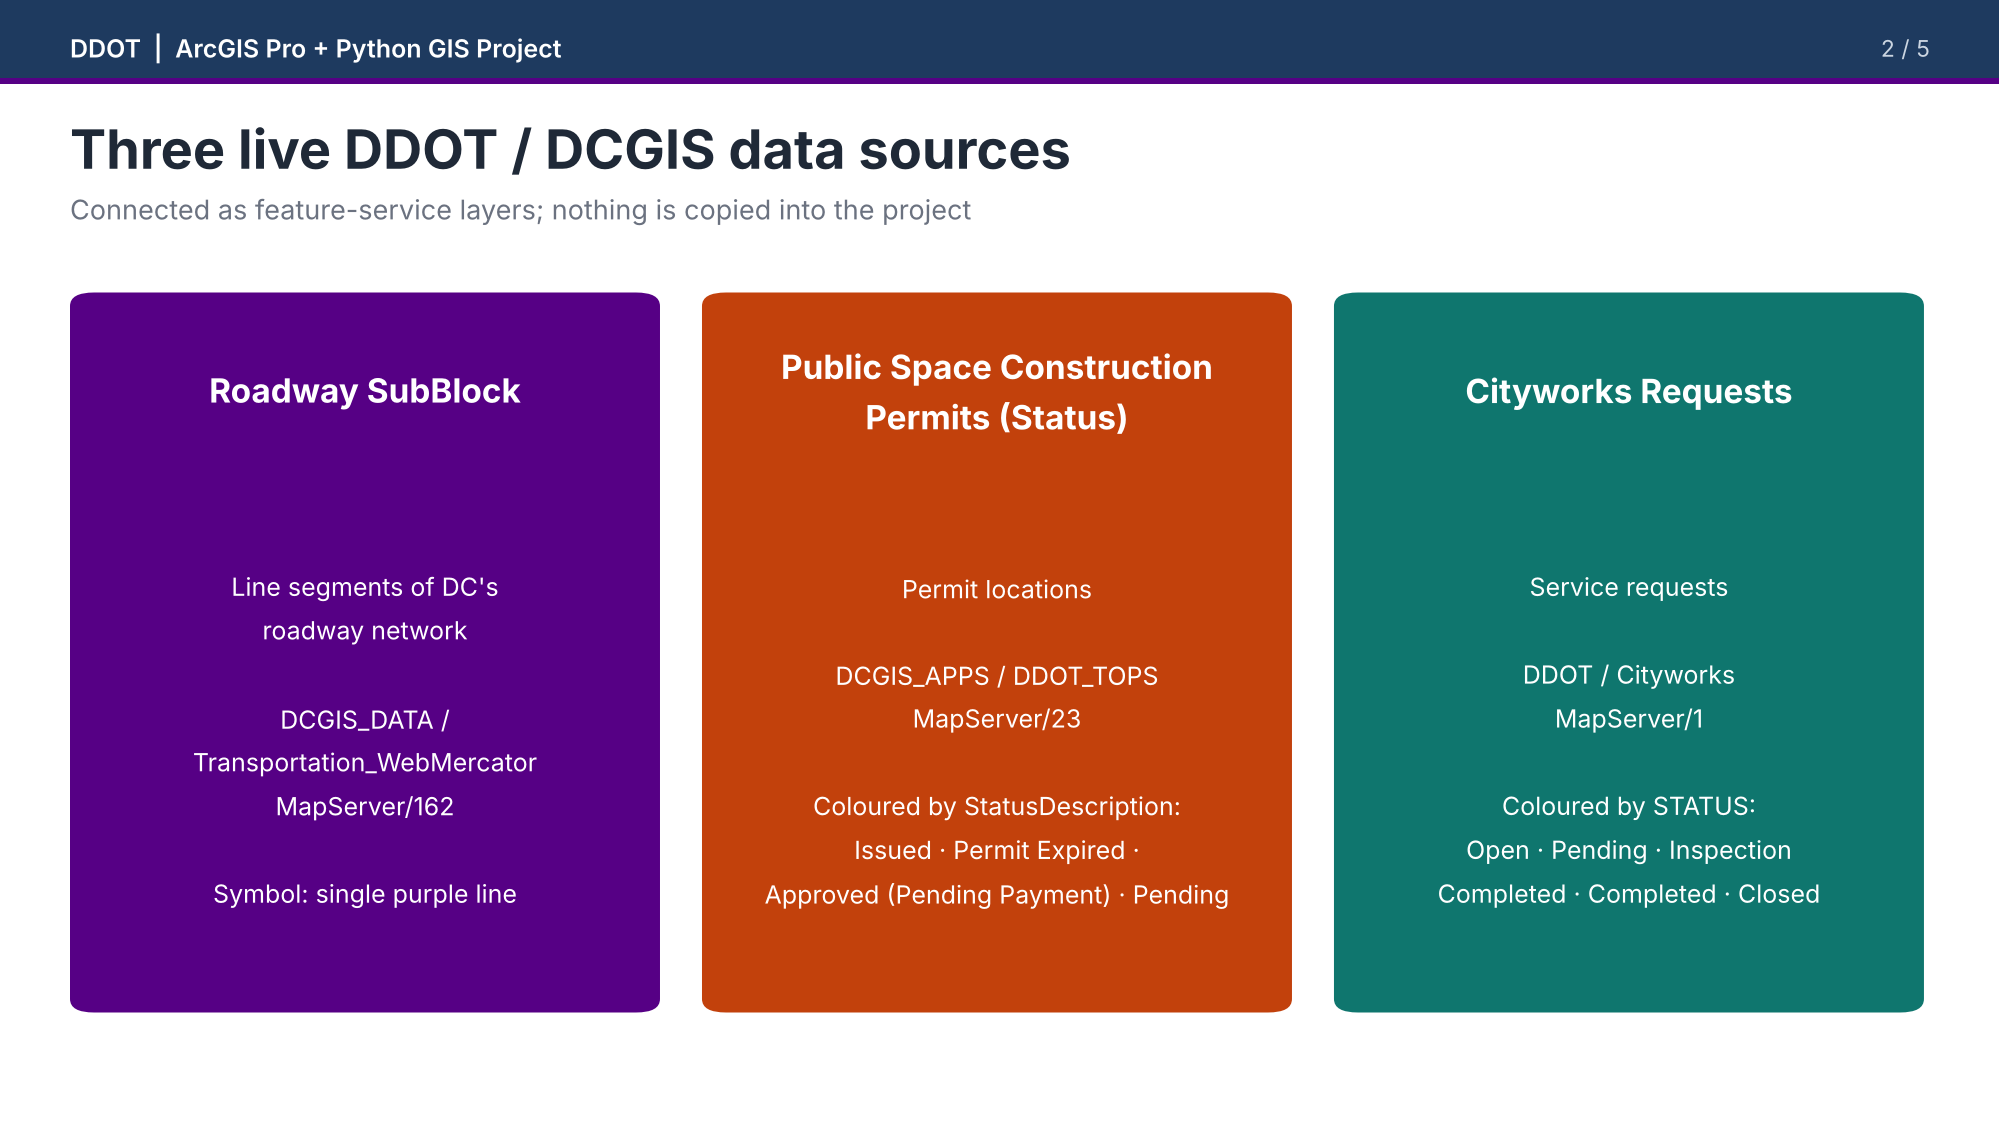 DDOT | ArcGIS Pro + Python GIS Project
2 / 5
Three live DDOT / DCGIS data sources
Connected as feature-service layers; nothing is copied into the project
Roadway SubBlock
Line segments of DC's
roadway network
DCGIS_DATA /
Transportation_WebMercator
MapServer/162
Symbol: single purple line
Public Space Construction
Permits (Status)
Permit locations
DCGIS_APPS / DDOT_TOPS
MapServer/23
Coloured by StatusDescription:
Issued · Permit Expired ·
Approved (Pending Payment) · Pending
Cityworks Requests
Service requests
DDOT / Cityworks
MapServer/1
Coloured by STATUS:
Open · Pending · Inspection
Completed · Completed · Closed